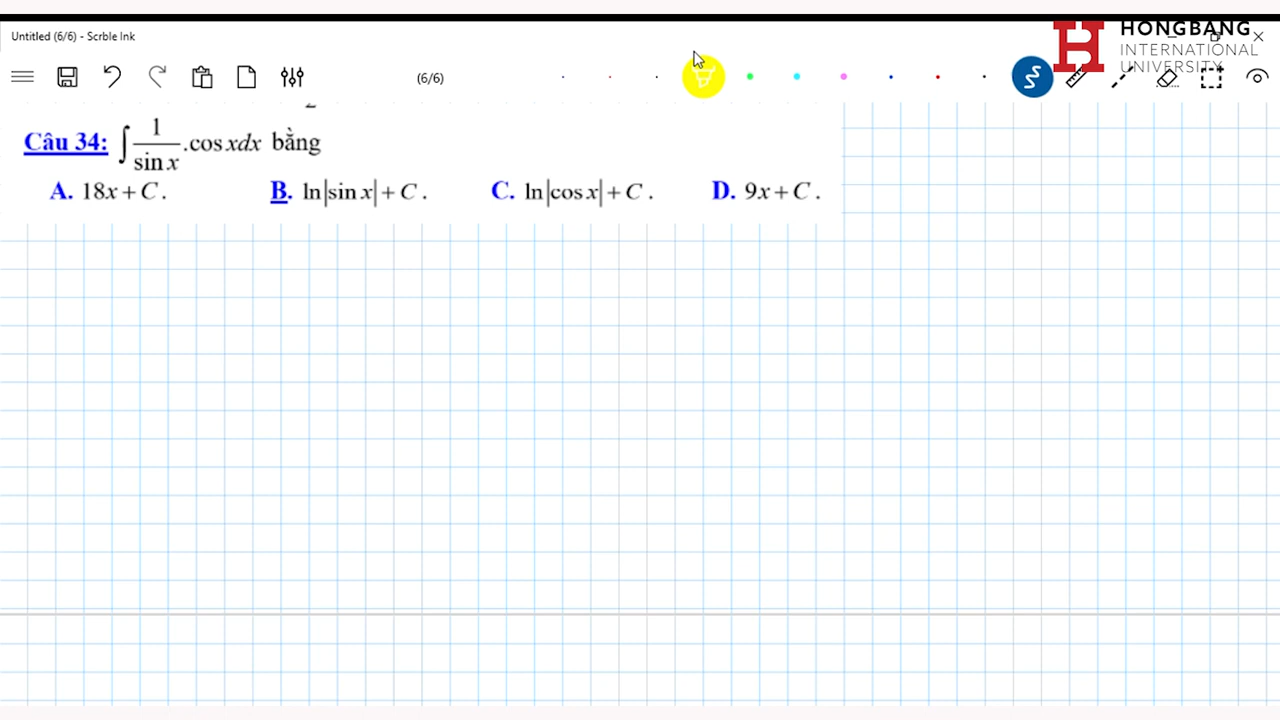 Untitled (6/6) - Scrble Ink
HONGBANG
INTERNATIONAL
UNIVERSITY
(6/6)
2
Câu 34: ∫ 1/sin x .cos xdx bằng
A. 18x + C . B. ln|sin x| + C . C. ln|cos x| + C . D. 9x + C .